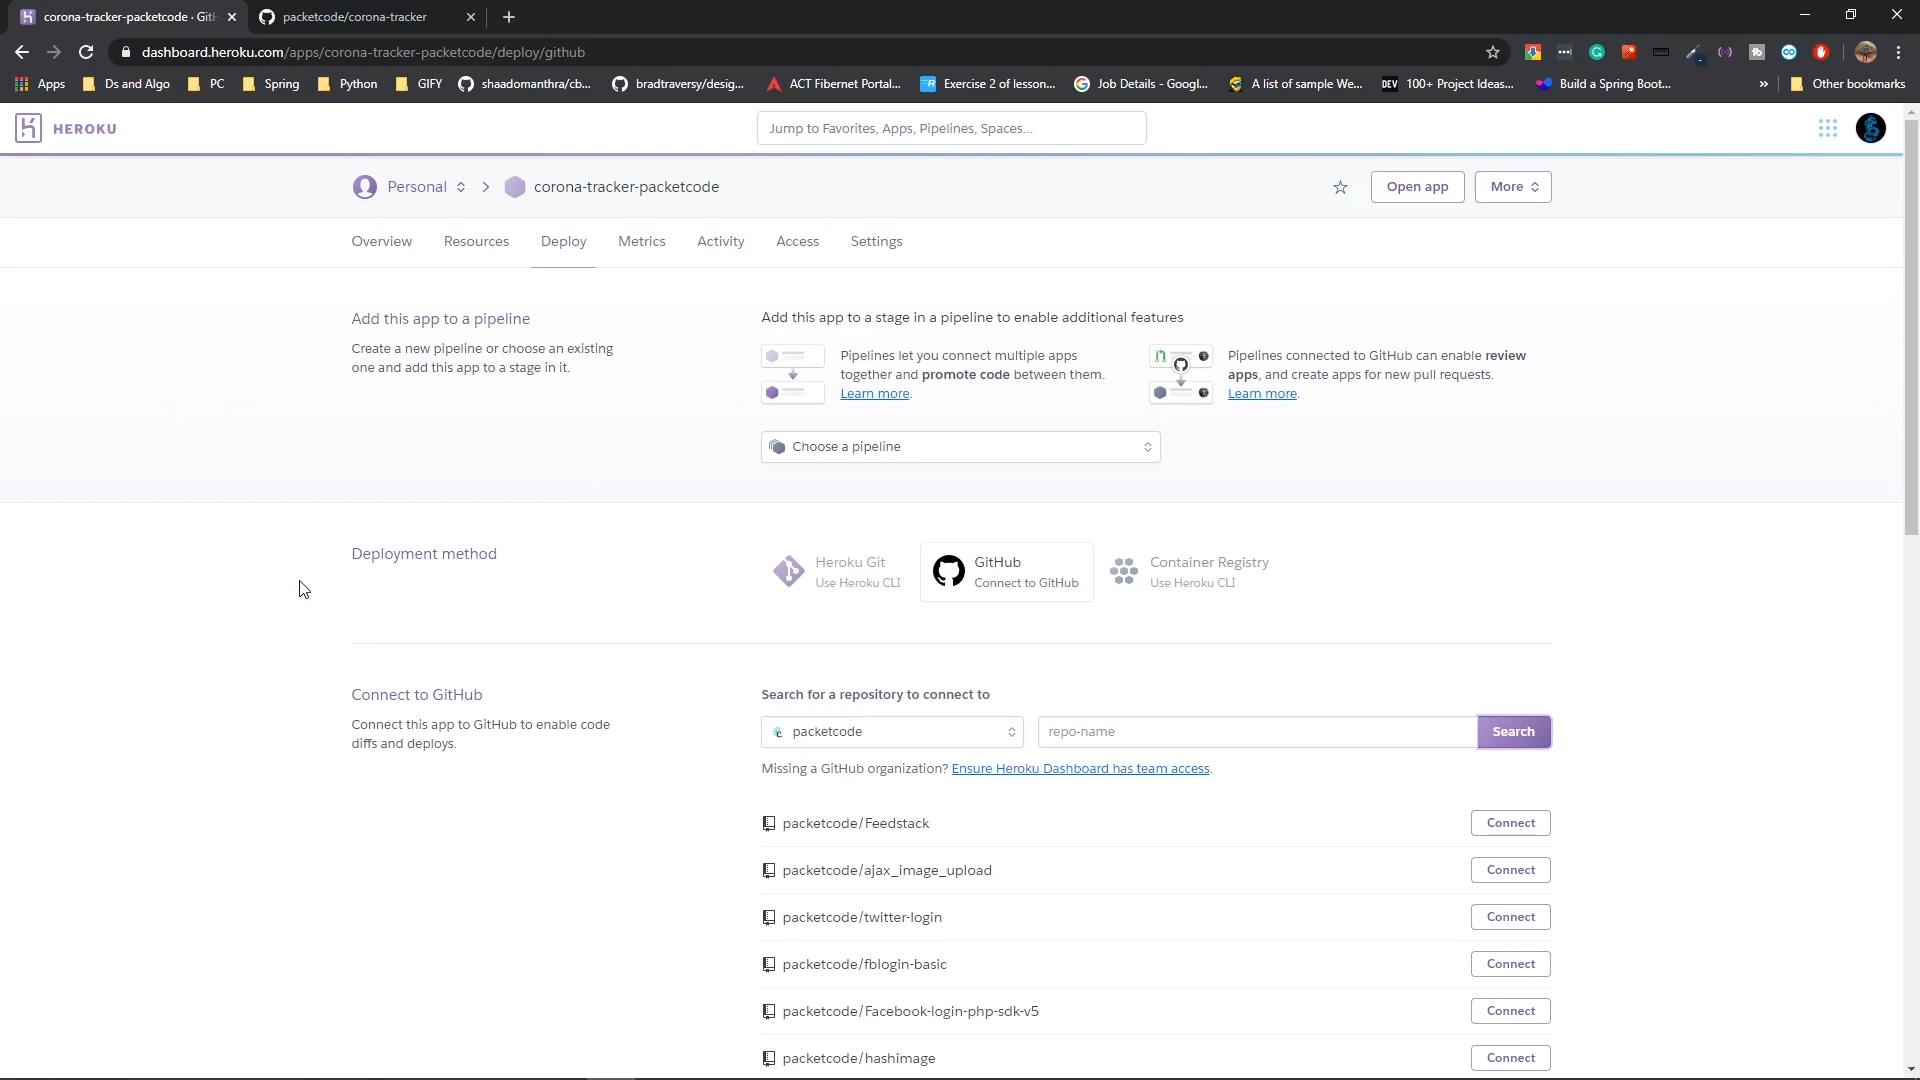 corona-tracker-packetcode · GitH
packetcode/corona-tracker
dashboard.heroku.com/apps/corona-tracker-packetcode/deploy/github
Apps
Ds and Algo
PC
Spring
Python
GIFY
shaadomanthra/cb...
bradtraversy/desig...
ACT Fibernet Portal...
Exercise 2 of lesson...
Job Details - Googl...
A list of sample We...
DEV
100+ Project Ideas...
Build a Spring Boot...
»
Other bookmarks
HEROKU
Jump to Favorites, Apps, Pipelines, Spaces...
Personal
corona-tracker-packetcode
Open app
More
Overview
Resources
Deploy
Metrics
Activity
Access
Settings
Add this app to a pipeline
Create a new pipeline or choose an existing
one and add this app to a stage in it.
Add this app to a stage in a pipeline to enable additional features
Pipelines let you connect multiple apps
together and promote code between them.
Learn more.
Pipelines connected to GitHub can enable review
apps, and create apps for new pull requests.
Learn more.
Choose a pipeline
Deployment method
Heroku Git
Use Heroku CLI
GitHub
Connect to GitHub
Container Registry
Use Heroku CLI
Connect to GitHub
Connect this app to GitHub to enable code
diffs and deploys.
Search for a repository to connect to
packetcode
repo-name
Search
Missing a GitHub organization? Ensure Heroku Dashboard has team access.
packetcode/Feedstack
Connect
packetcode/ajax_image_upload
Connect
packetcode/twitter-login
Connect
packetcode/fblogin-basic
Connect
packetcode/Facebook-login-php-sdk-v5
Connect
packetcode/hashimage
Connect